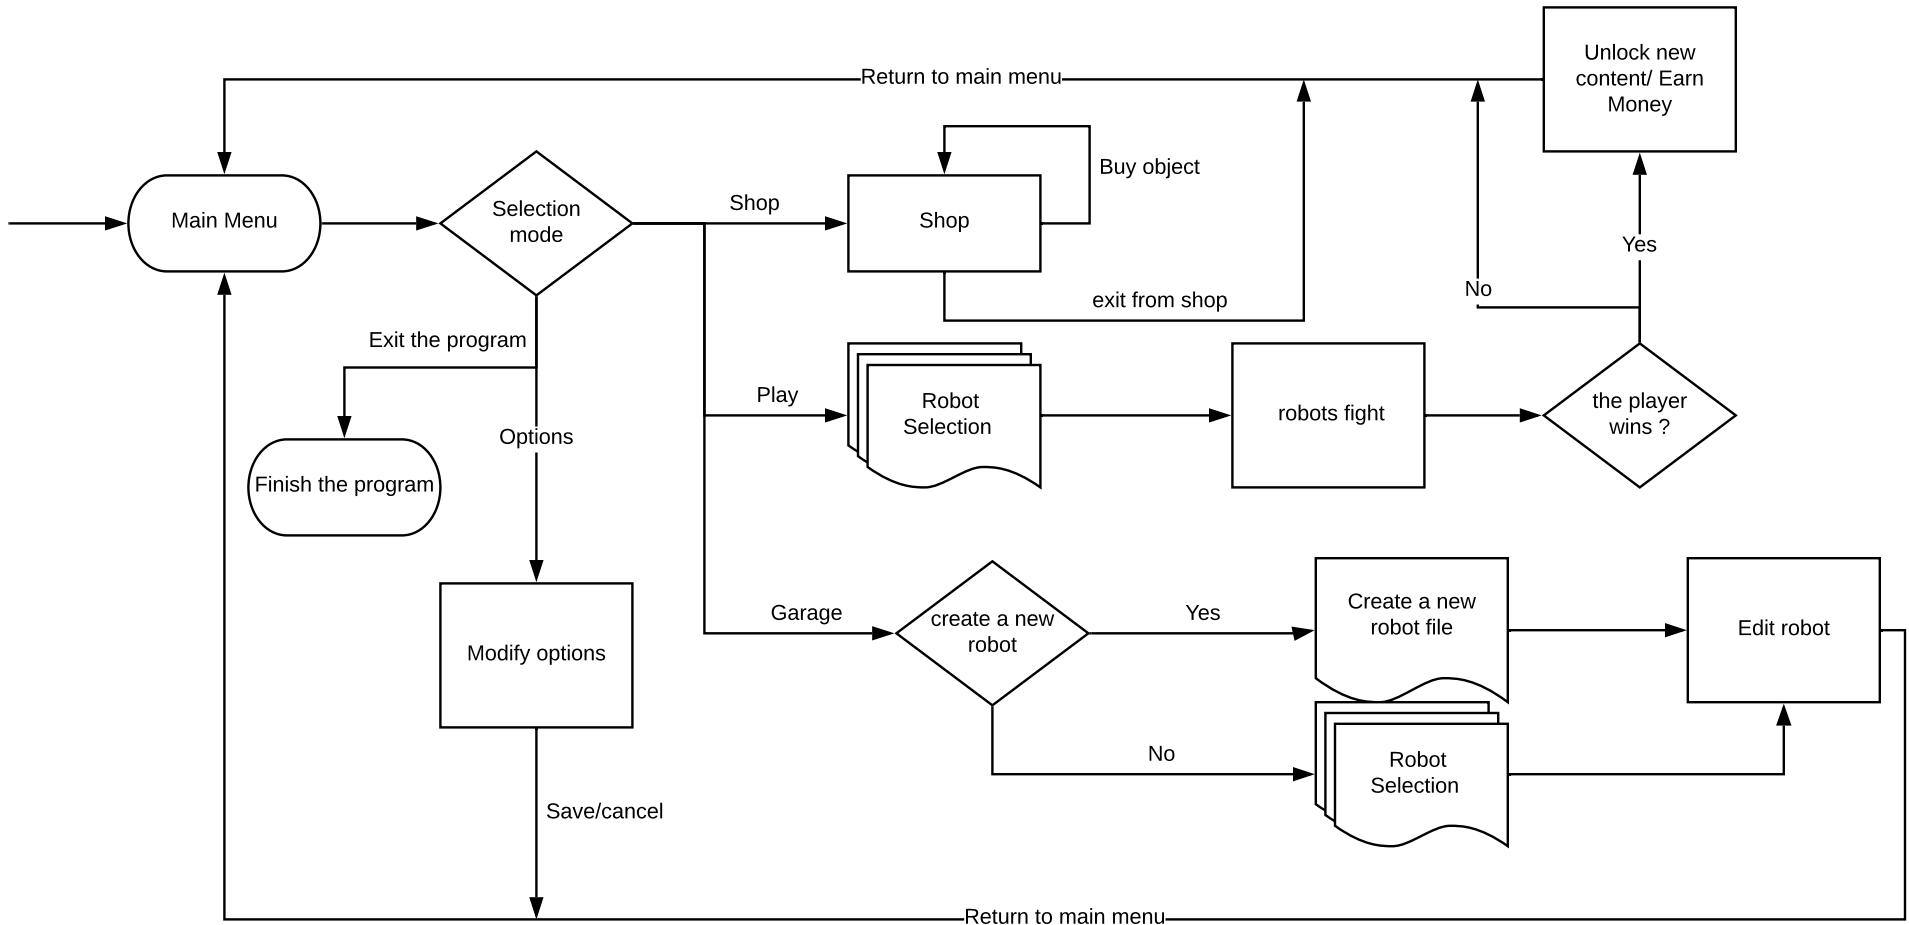 Unlock new
content/ Earn
Money
Return to main menu
Buy object
Main Menu
Selection
mode
Shop
Shop
Yes
No
exit from shop
Exit the program
Play
Robot
Selection
robots fight
the player
wins ?
Options
Finish the program
Garage
create a new
robot
Yes
Create a new
robot file
Edit robot
Modify options
No
Robot
Selection
Save/cancel
Return to main menu